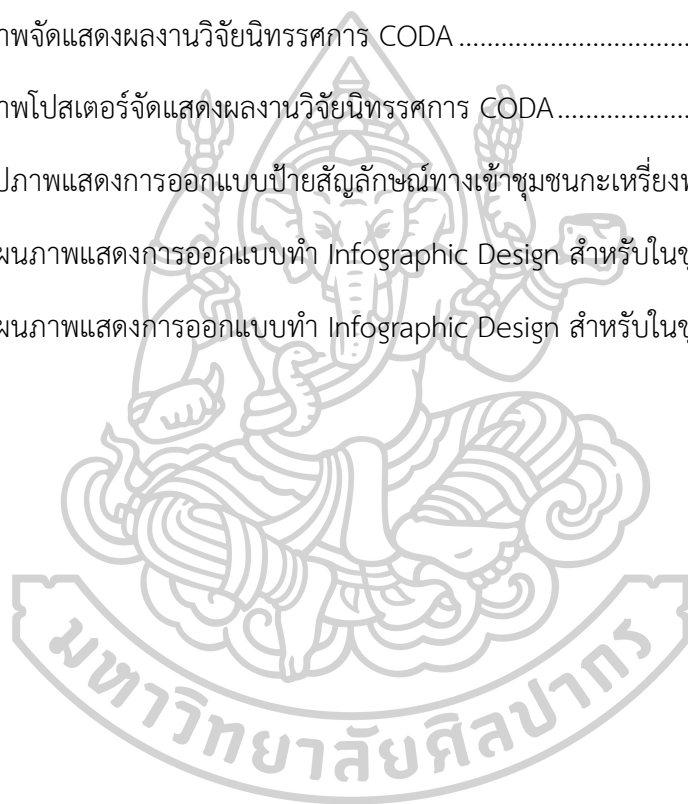 าพจัดแสดงผลงานวิจัยนิทรรศการ CODA ..................................
าพโปสเตอร์จัดแสดงผลงานวิจัยนิทรรศการ CODA ....................
ปภาพแสดงการออกแบบป้ายสัญลักษณ์ทางเข้าชุมชนกะเหรี่ยง
ผนภาพแสดงการออกแบบทำ Infographic Design สำหรับในชุ
ผนภาพแสดงการออกแบบทำ Infographic Design สำหรับในชุ
มหาวิทยาลัยศิลปากร